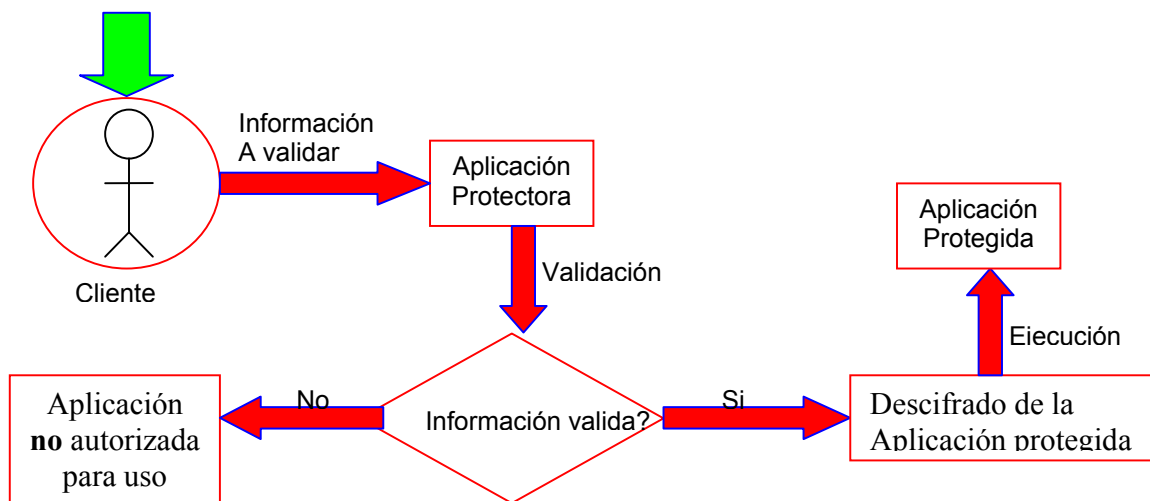 Información
A validar
Cliente
Aplicación
Protectora
Validación
Información valida?
No
Aplicación
no autorizada
para uso
Si
Descifrado de la
Aplicación protegida
Ejecución
Aplicación
Protegida